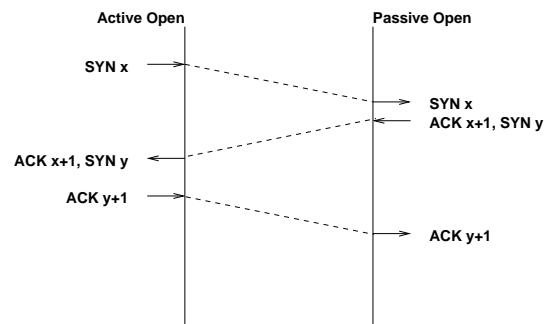 Active Open
Passive Open
SYN x
SYN x
ACK x+1, SYN y
ACK x+1, SYN y
ACK y+1
ACK y+1